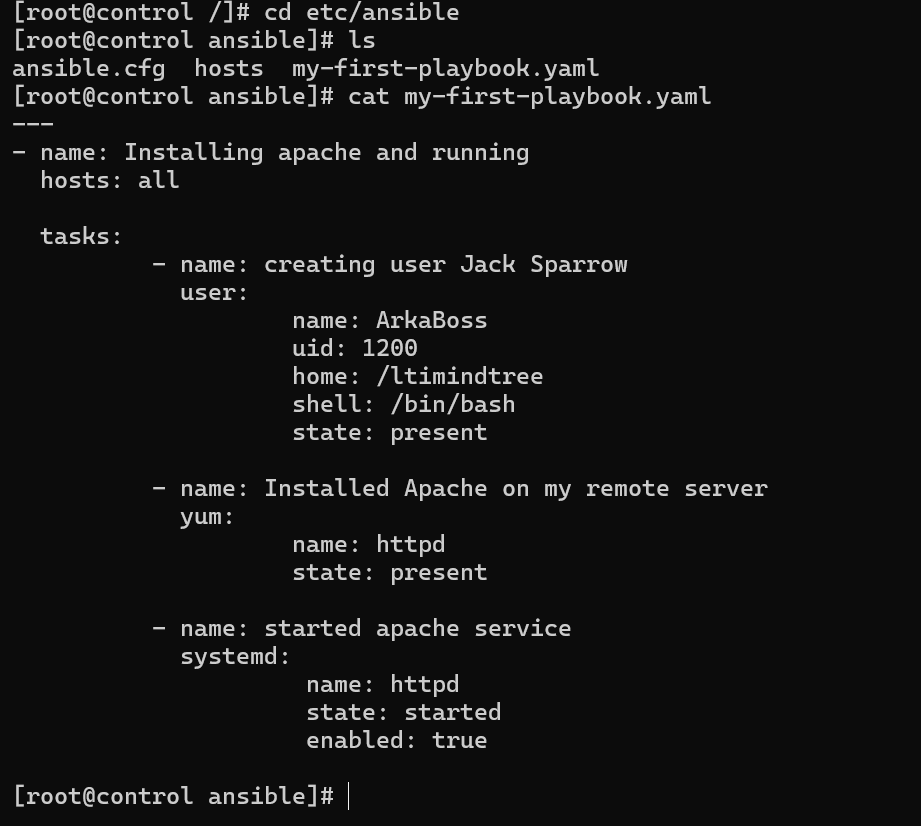 [root@control /]# cd etc/ansible
[root@control ansible]# ls
ansible.cfg  hosts  my-first-playbook.yaml
[root@control ansible]# cat my-first-playbook.yaml
---
- name: Installing apache and running
  hosts: all

  tasks:
          - name: creating user Jack Sparrow
            user:
                    name: ArkaBoss
                    uid: 1200
                    home: /ltimindtree
                    shell: /bin/bash
                    state: present

          - name: Installed Apache on my remote server
            yum:
                    name: httpd
                    state: present

          - name: started apache service
            systemd:
                     name: httpd
                     state: started
                     enabled: true

[root@control ansible]#